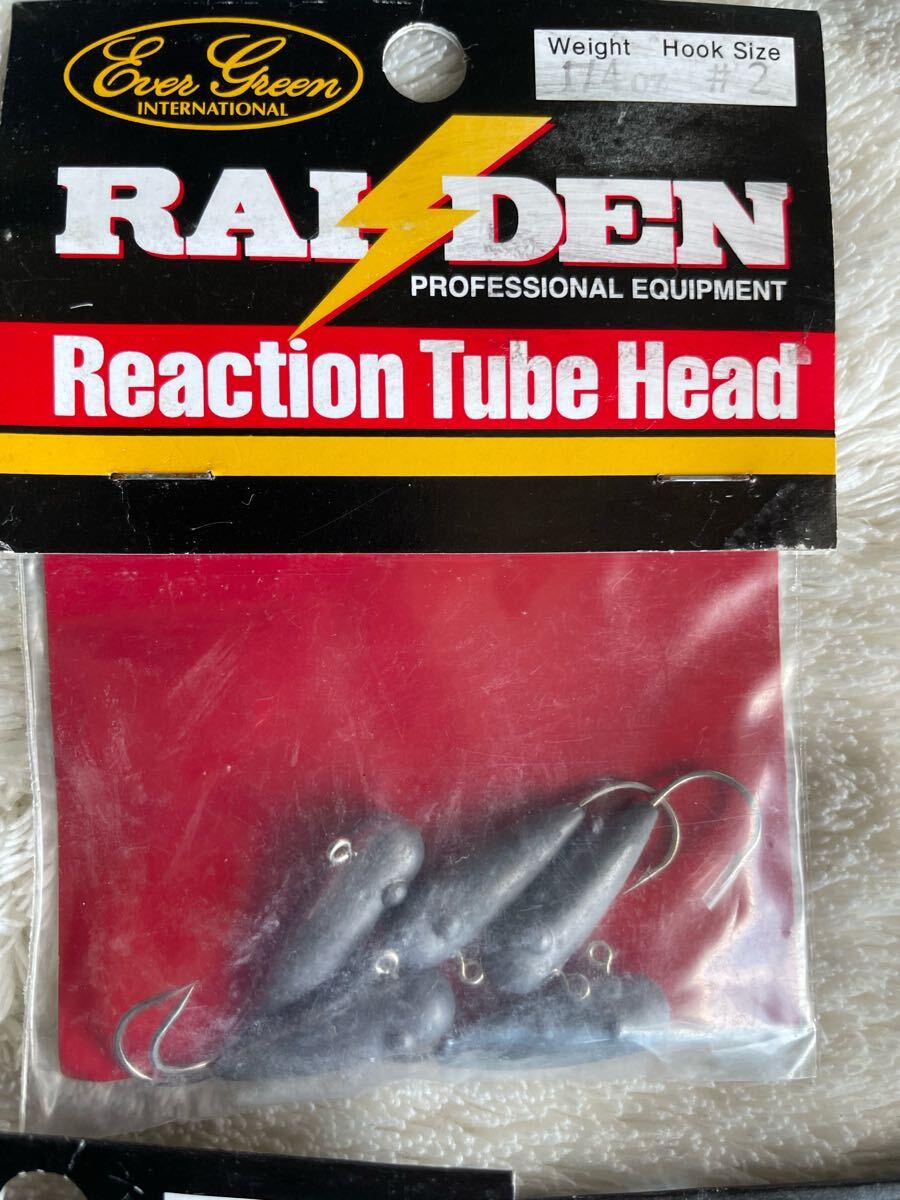 Ever Green
INTERNATIONAL
Weight Hook Size
1/4 oz #2
RAIDEN
PROFESSIONAL EQUIPMENT
Reaction Tube Head